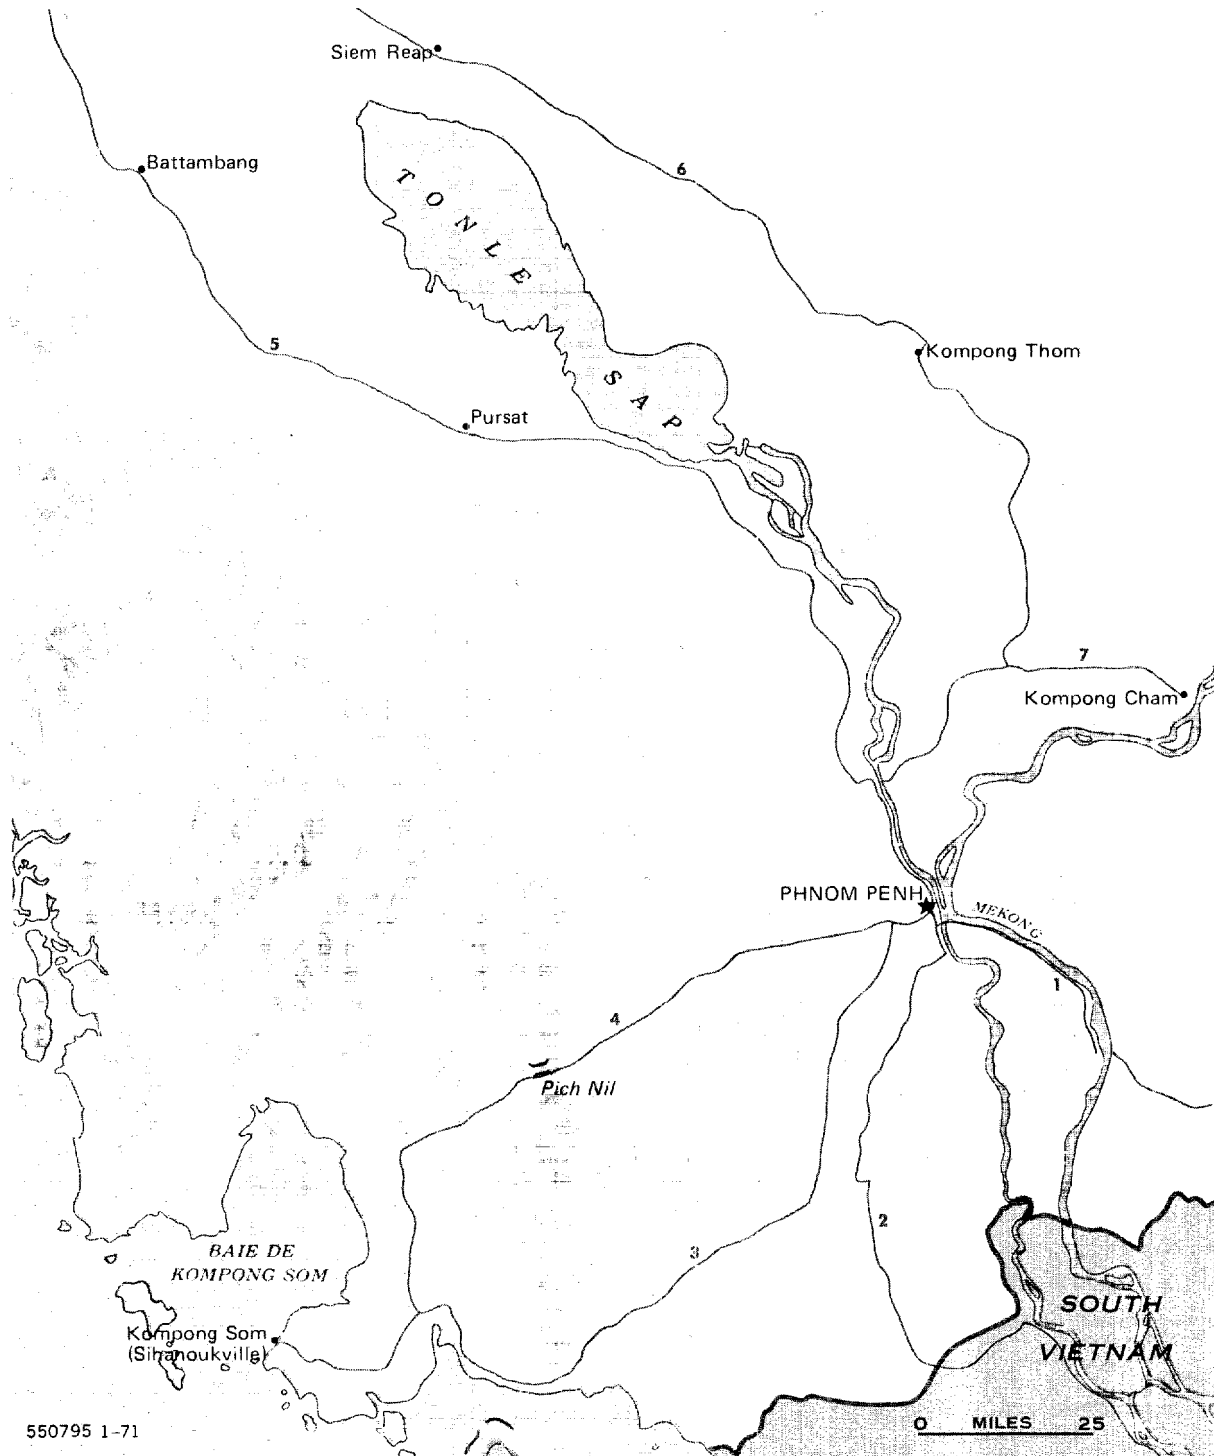 Siem Reap
Battambang
6
TONLE SAP
5
Kompong Thom
Pursat
7
Kompong Cham
PHNOM PENH
MEKONG
1
4
Pich Nil
2
3
BAIE DE
KOMPONG SOM
SOUTH
VIETNAM
Kompong Som
(Sihanoukville)
0 MILES 25
550795 1-71